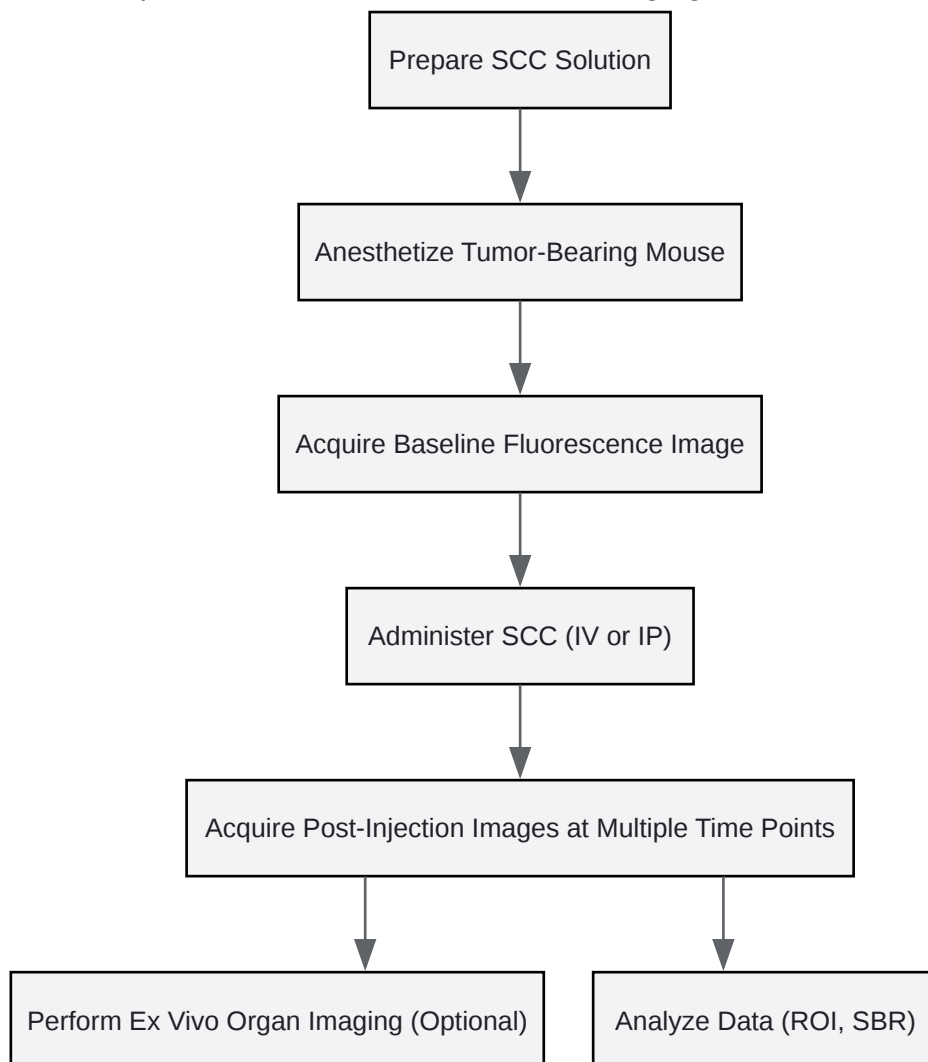 Prepare SCC Solution
Anesthetize Tumor-Bearing Mouse
Acquire Baseline Fluorescence Image
Administer SCC (IV or IP)
Acquire Post-Injection Images at Multiple Time Points
Perform Ex Vivo Organ Imaging (Optional)
Analyze Data (ROI, SBR)